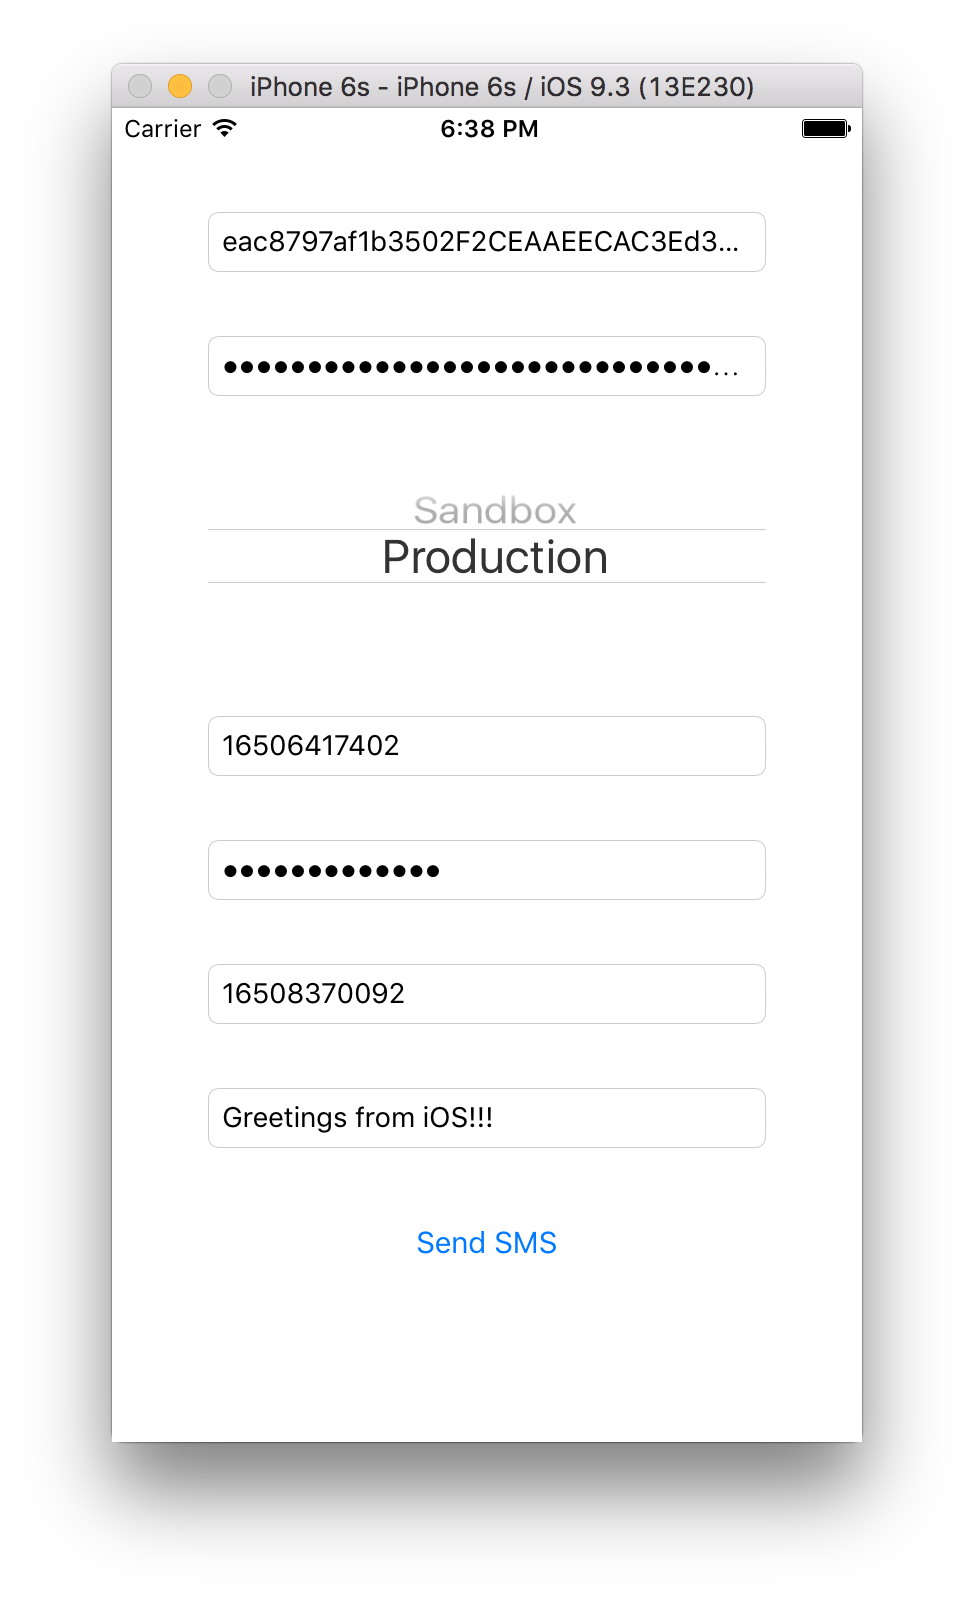 iPhone 6s - iPhone 6s / iOS 9.3 (13E230)
Carrier 6:38 PM
eac8797af1b3502F2CEAAEECAC3Ed3...
●●●●●●●●●●●●●●●●●●●●●●●●●●●●●...
Sandbox
Production
16506417402
●●●●●●●●●●●●●
16508370092
Greetings from iOS!!!
Send SMS